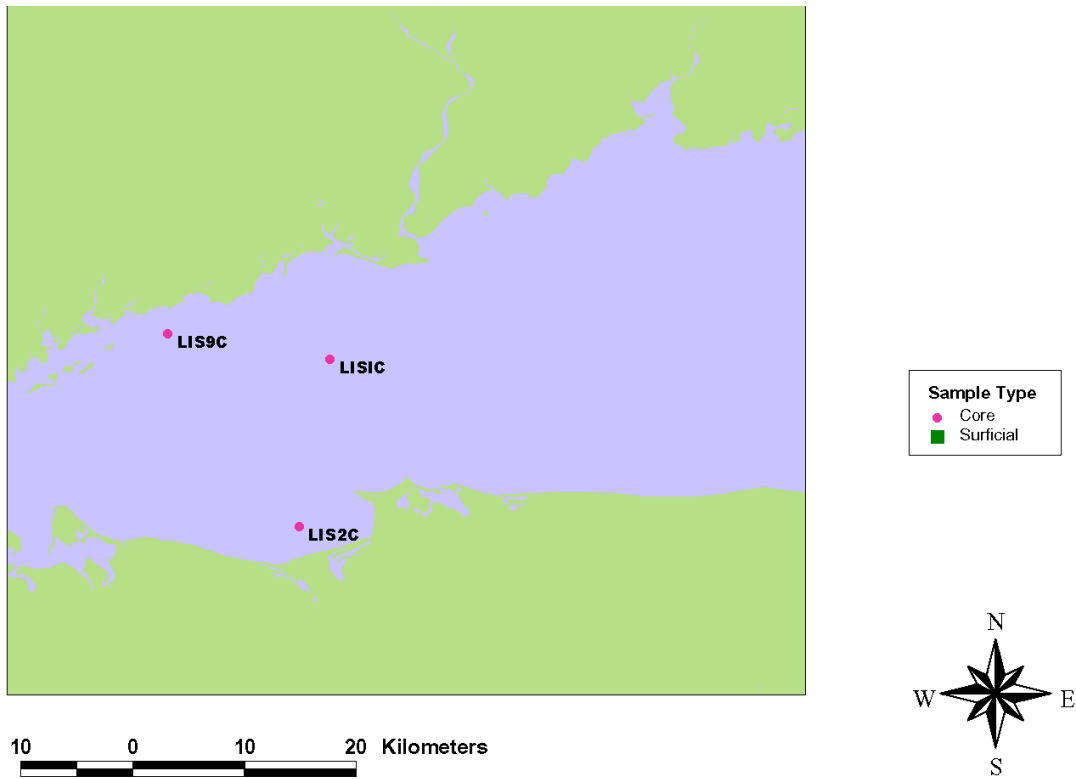 LIS9C
LISIC
LIS2C
Sample Type
Core
Surficial
N
W E
S
10 0 10 20 Kilometers